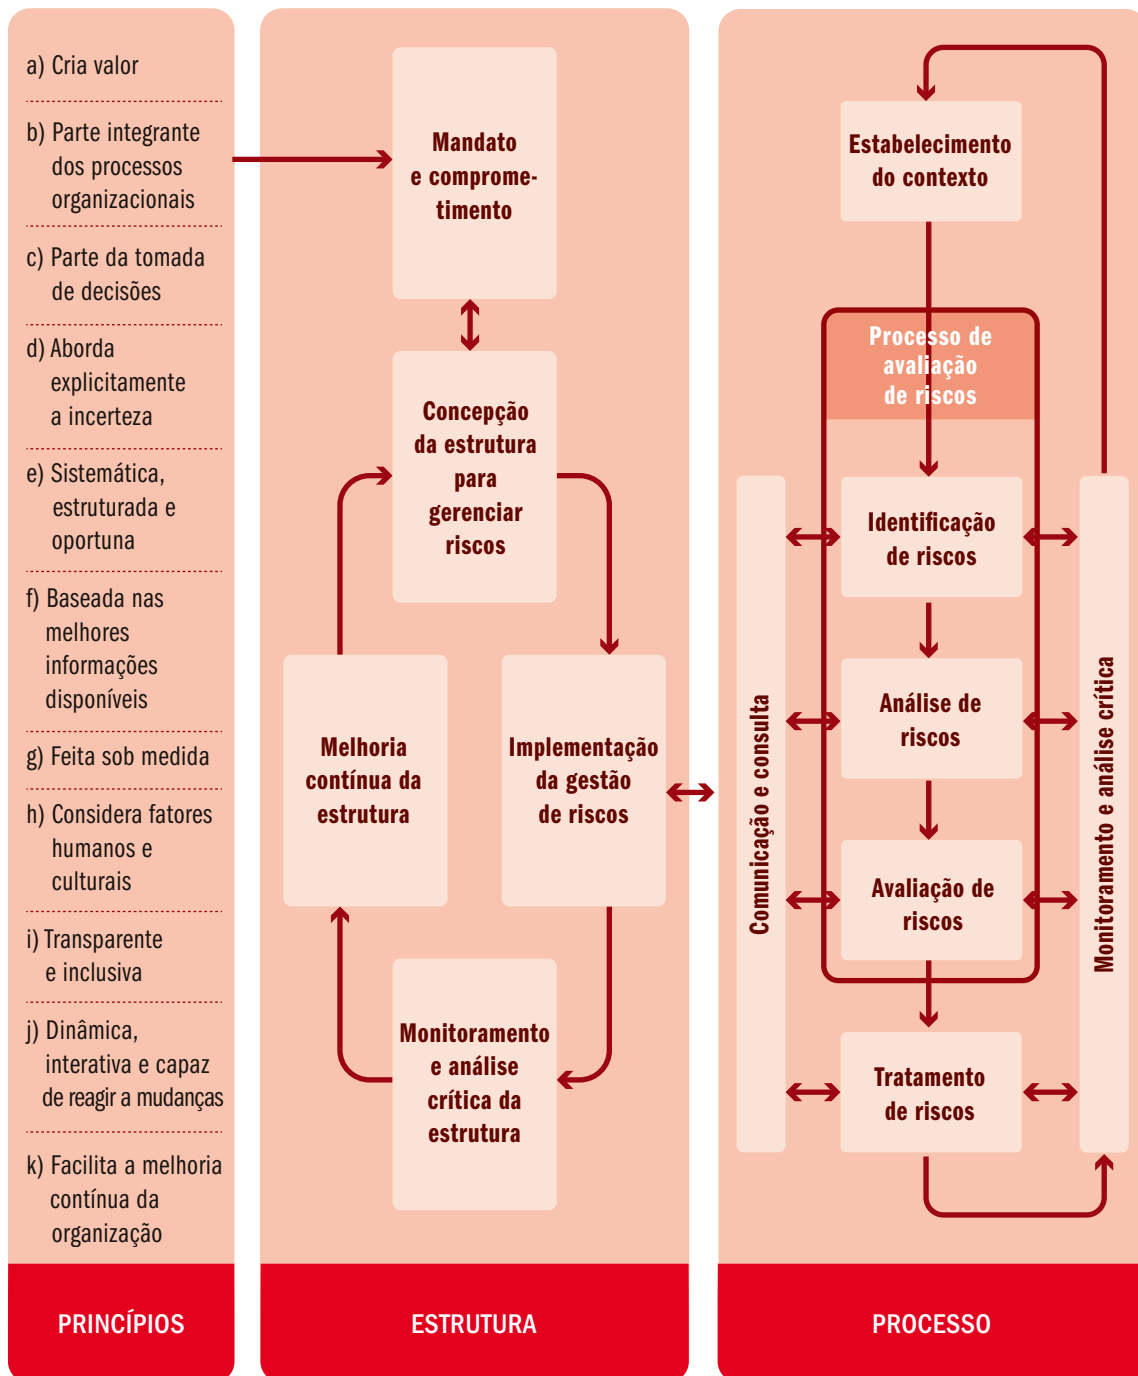 a) Cria valor
b) Parte integrante
dos processos
organizacionais
c) Parte da tomada
de decisões
d) Aborda
explicitamente
a incerteza
e) Sistemática,
estruturada e
oportuna
f) Baseada nas
melhores
informações
disponíveis
g) Feita sob medida
h) Considera fatores
humanos e
culturais
i) Transparente
e inclusiva
j) Dinâmica,
interativa e capaz
de reagir a mudanças
k) Facilita a melhoria
contínua da
organização
PRINCÍPIOS
Mandato
e comprome-
timento
Concepção
da estrutura
para
gerenciar
riscos
Melhoria
contínua da
estrutura
Implementação
da gestão
de riscos
Monitoramento
e análise
crítica da
estrutura
ESTRUTURA
Estabelecimento
do contexto
Processo de
avaliação
de riscos
Identificação
de riscos
Análise de
riscos
Avaliação de
riscos
Tratamento
de riscos
Comunicação e consulta
Monitoramento e análise crítica
PROCESSO